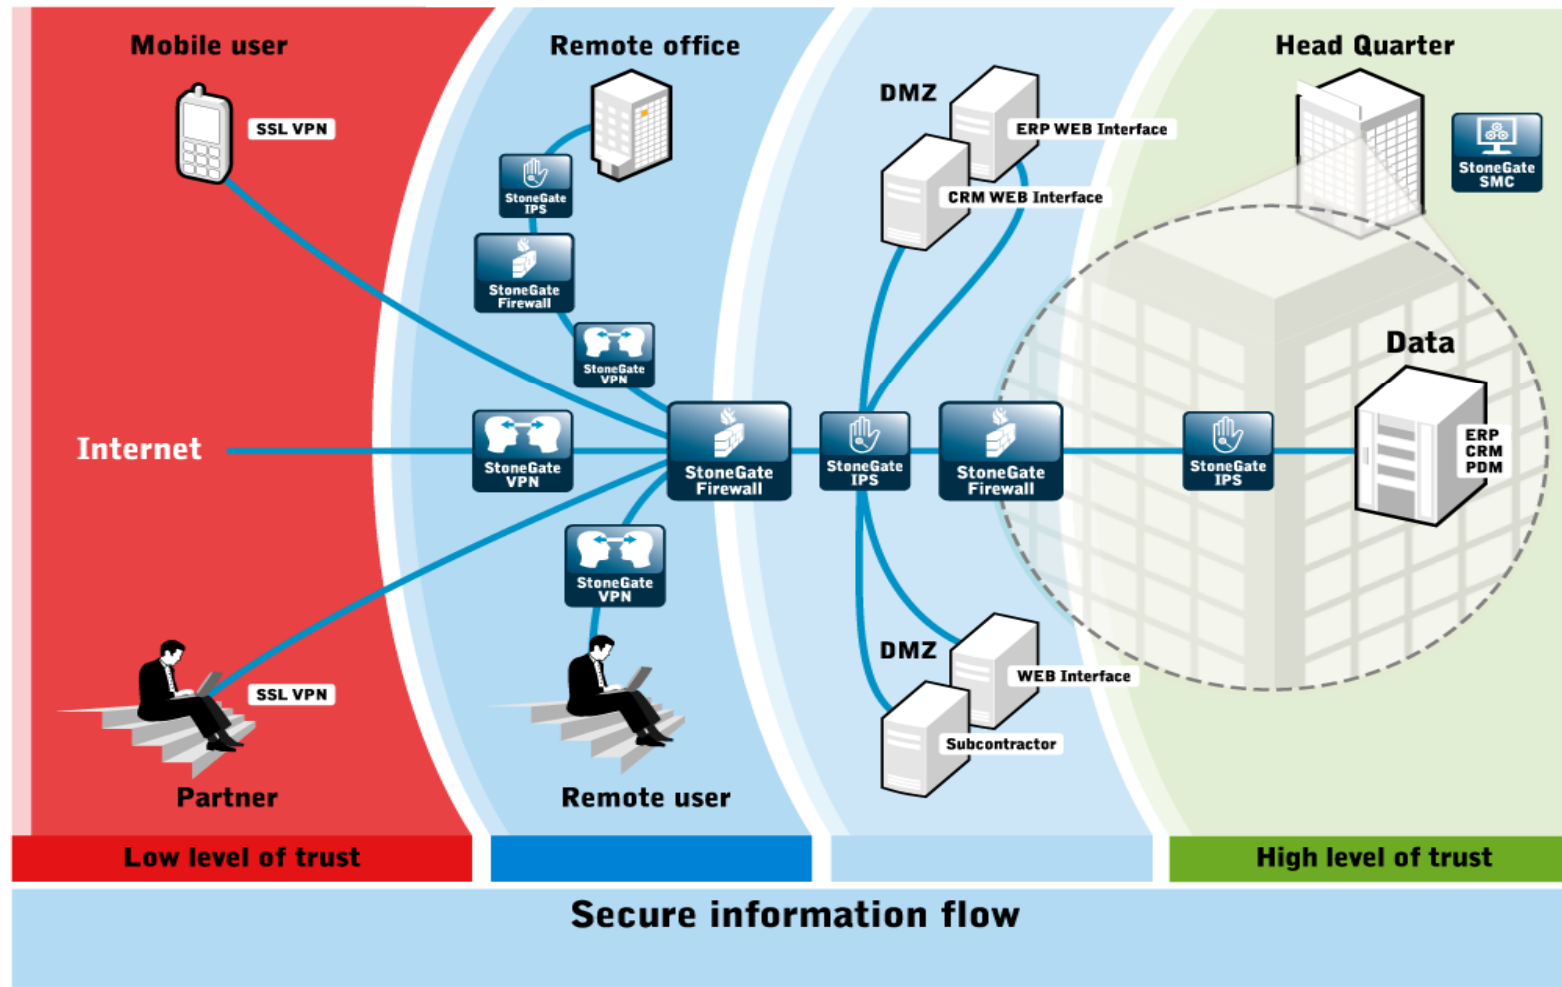 Mobile user
SSL VPN
Internet
SSL VPN
Partner
Low level of trust
Remote office
StoneGate
IPS
StoneGate
Firewall
StoneGate
VPN
StoneGate
VPN
StoneGate
Firewall
StoneGate
VPN
Remote user
DMZ
ERP WEB Interface
CRM WEB Interface
StoneGate
IPS
StoneGate
Firewall
DMZ
WEB Interface
Subcontractor
Head Quarter
StoneGate
SMC
Data
StoneGate
IPS
ERP
CRM
PDM
High level of trust
Secure information flow